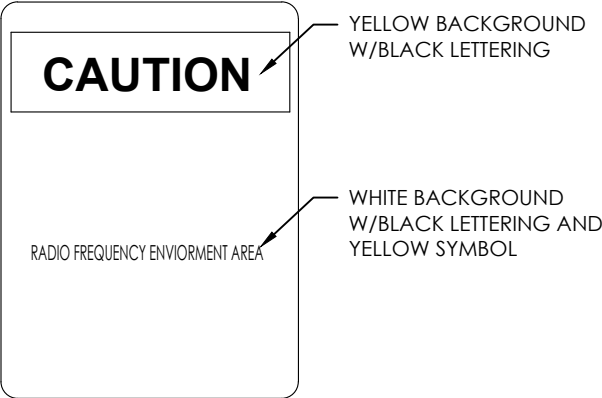 YELLOW BACKGROUND
W/BLACK LETTERING
CAUTION
WHITE BACKGROUND
W/BLACK LETTERING AND
YELLOW SYMBOL
RADIO FREQUENCY ENVIORMENT AREA